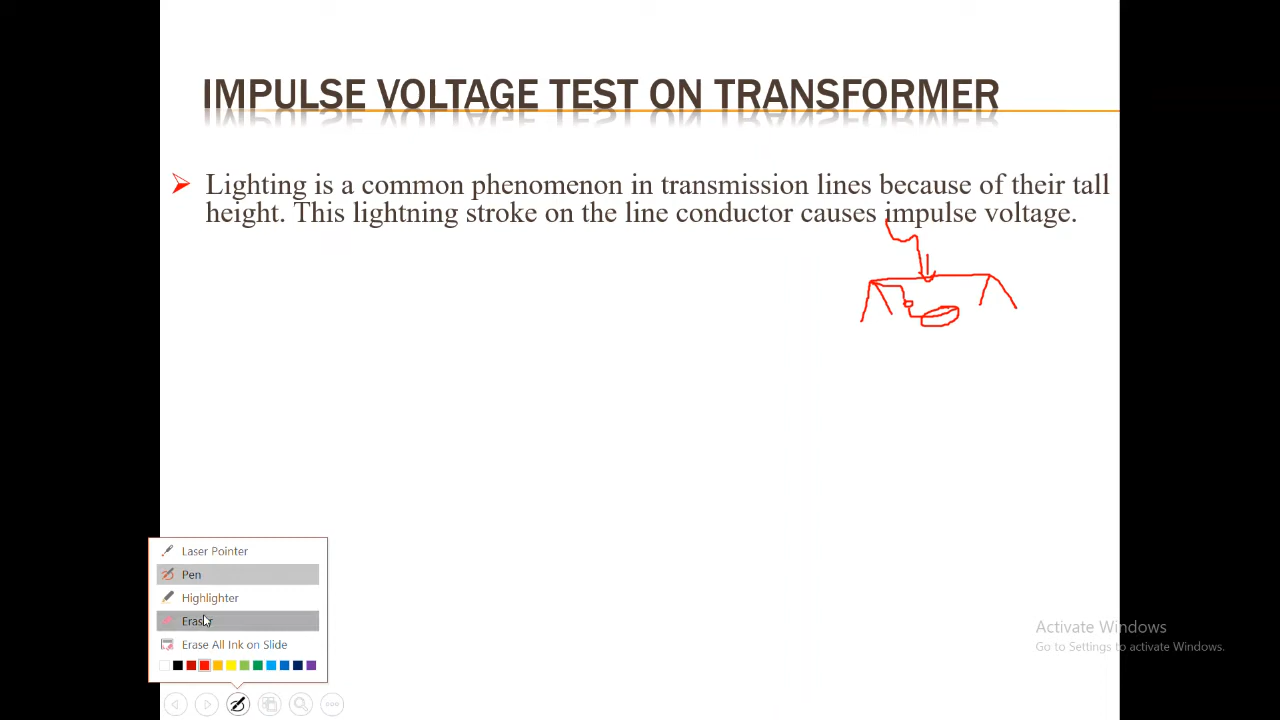 IMPULSE VOLTAGE TEST ON TRANSFORMER
Lighting is a common phenomenon in transmission lines because of their tall
height. This lightning stroke on the line conductor causes impulse voltage.
Laser Pointer
Pen
Highlighter
Eraser
Erase All Ink on Slide
Activate Windows
Go to Settings to activate Windows.